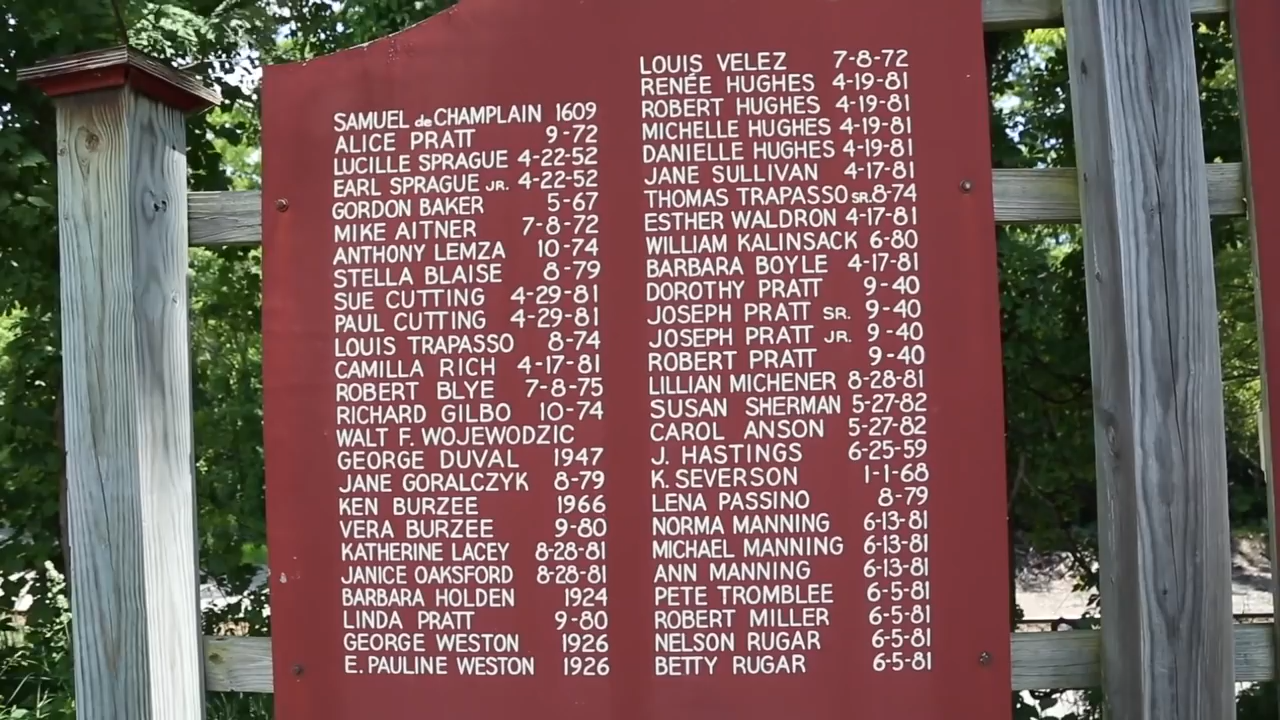 SAMUEL de CHAMPLAIN 1609
ALICE PRATT 9-72
LUCILLE SPRAGUE 4-22-52
EARL SPRAGUE JR. 4-22-52
GORDON BAKER 5-67
MIKE AITNER 7-8-72
ANTHONY LEMZA 10-74
STELLA BLAISE 8-79
SUE CUTTING 4-29-81
PAUL CUTTING 4-29-81
LOUIS TRAPASSO 8-74
CAMILLA RICH 4-17-81
ROBERT BLYE 7-8-75
RICHARD GILBO 10-74
WALT F. WOJEWODZIC
GEORGE DUVAL 1947
JANE GORALCZYK 8-79
KEN BURZEE 1966
VERA BURZEE 9-80
KATHERINE LACEY 8-28-81
JANICE OAKSFORD 8-28-81
BARBARA HOLDEN 1924
LINDA PRATT 9-80
GEORGE WESTON 1926
E. PAULINE WESTON 1926
LOUIS VELEZ 7-8-72
RENÉE HUGHES 4-19-81
ROBERT HUGHES 4-19-81
MICHELLE HUGHES 4-19-81
DANIELLE HUGHES 4-19-81
JANE SULLIVAN 4-17-81
THOMAS TRAPASSO SR. 8-74
ESTHER WALDRON 4-17-81
WILLIAM KALINSACK 6-80
BARBARA BOYLE 4-17-81
DOROTHY PRATT 9-40
JOSEPH PRATT SR. 9-40
JOSEPH PRATT JR. 9-40
ROBERT PRATT 9-40
LILLIAN MICHENER 8-28-81
SUSAN SHERMAN 5-27-82
CAROL ANSON 5-27-82
J. HASTINGS 6-25-59
K. SEVERSON 1-1-68
LENA PASSINO 8-79
NORMA MANNING 6-13-81
MICHAEL MANNING 6-13-81
ANN MANNING 6-13-81
PETE TROMBLEE 6-5-81
ROBERT MILLER 6-5-81
NELSON RUGAR 6-5-81
BETTY RUGAR 6-5-81